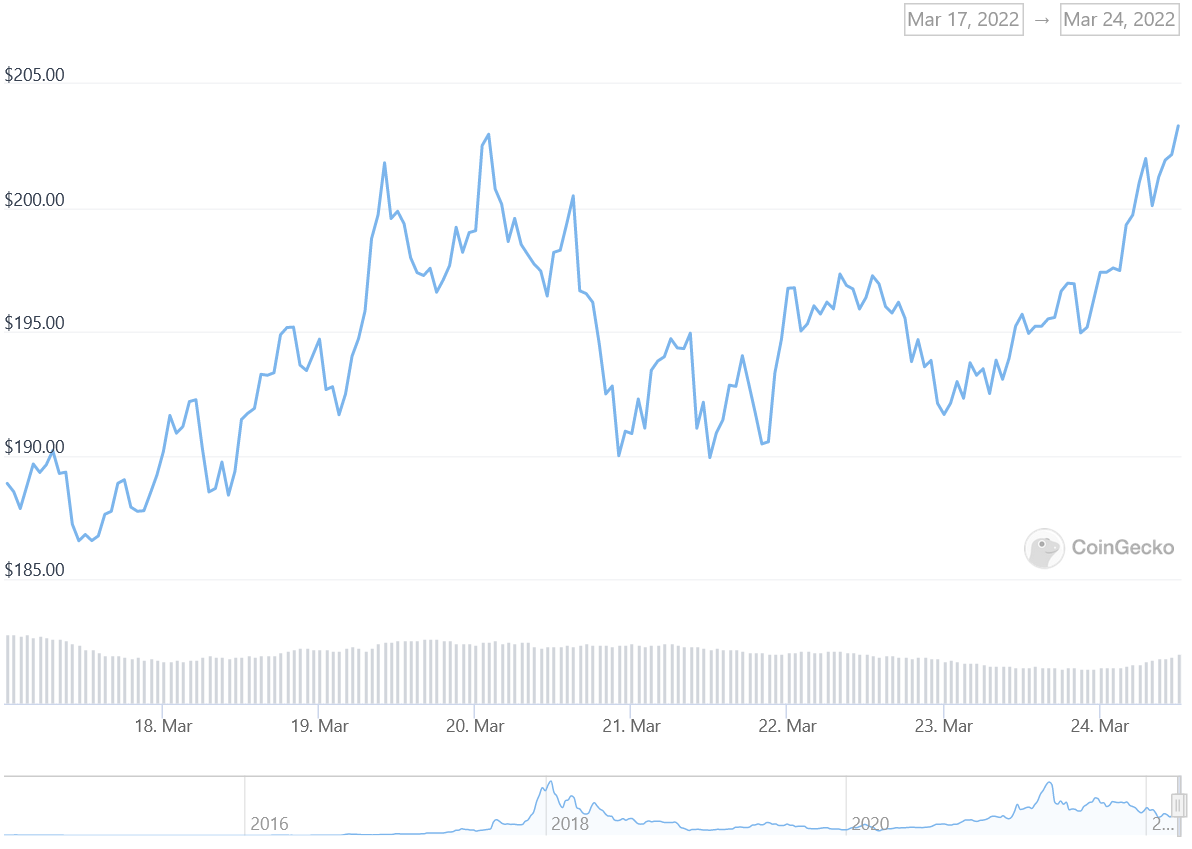 Mar 17, 2022 → Mar 24, 2022
$205.00
$200.00
$195.00
$190.00
CoinGecko
$185.00
18. Mar 19. Mar 20. Mar 21. Mar 22. Mar 23. Mar 24. Mar
2016 2018 2020 2...